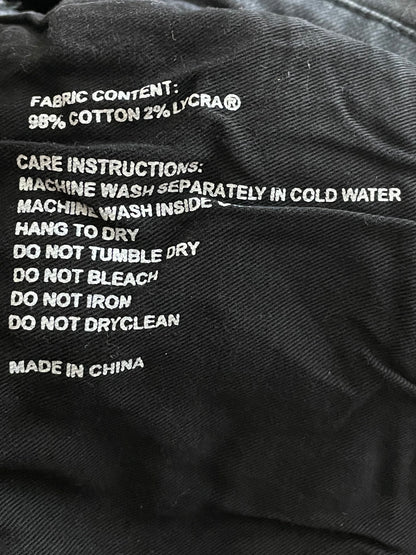 FABRIC CONTENT:
98% COTTON 2% LYCRA®
CARE INSTRUCTIONS:
MACHINE WASH SEPARATELY IN COLD WATER
MACHINE WASH INSIDE
HANG TO DRY
DO NOT TUMBLE DRY
DO NOT BLEACH
DO NOT IRON
DO NOT DRYCLEAN
MADE IN CHINA